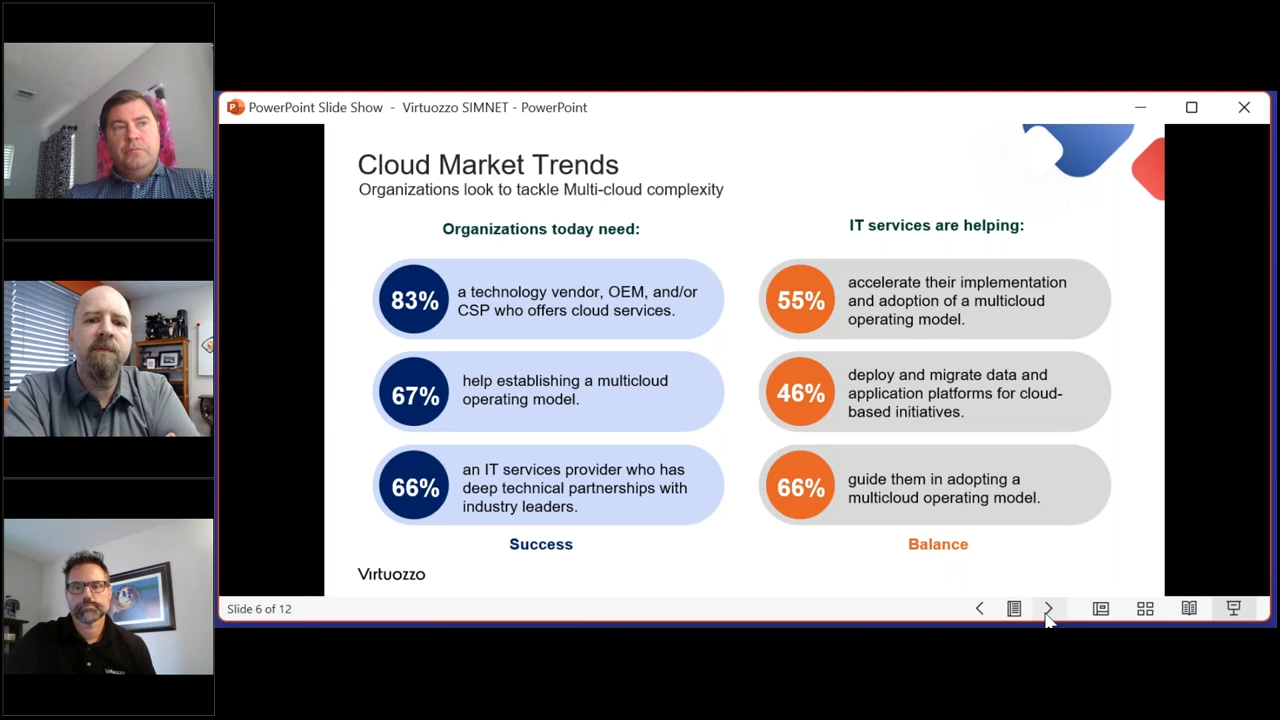 PowerPoint Slide Show - Virtuozzo SIMNET - PowerPoint
Cloud Market Trends
Organizations look to tackle Multi-cloud complexity
Organizations today need:
83%
a technology vendor, OEM, and/or
CSP who offers cloud services.
67%
help establishing a multicloud
operating model.
66%
an IT services provider who has
deep technical partnerships with
industry leaders.
Success
IT services are helping:
55%
accelerate their implementation
and adoption of a multicloud
operating model.
46%
deploy and migrate data and
application platforms for cloud-
based initiatives.
66%
guide them in adopting a
multicloud operating model.
Balance
Virtuozzo
Slide 6 of 12
Virtuozzo